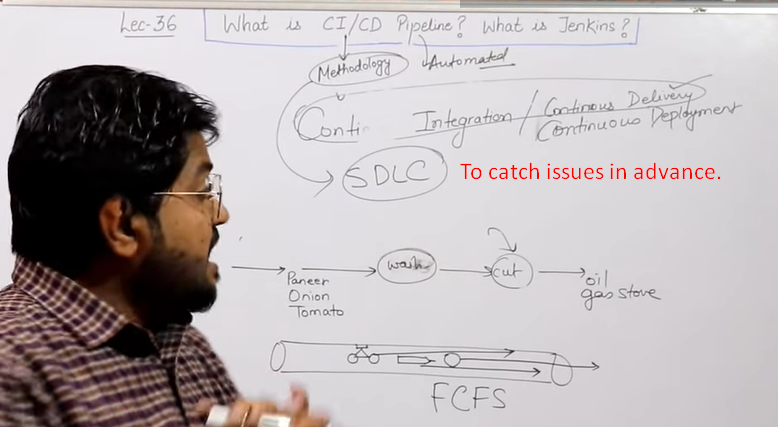 Lec-36 What is CI/CD Pipeline? What is Jenkins?
Methodology Automated
Conti Integration / Continous Delivery
Continuous Deployment
SDLC To catch issues in advance.
wash cut
Paneer
Onion
Tomato
oil
gas stove
FCFS